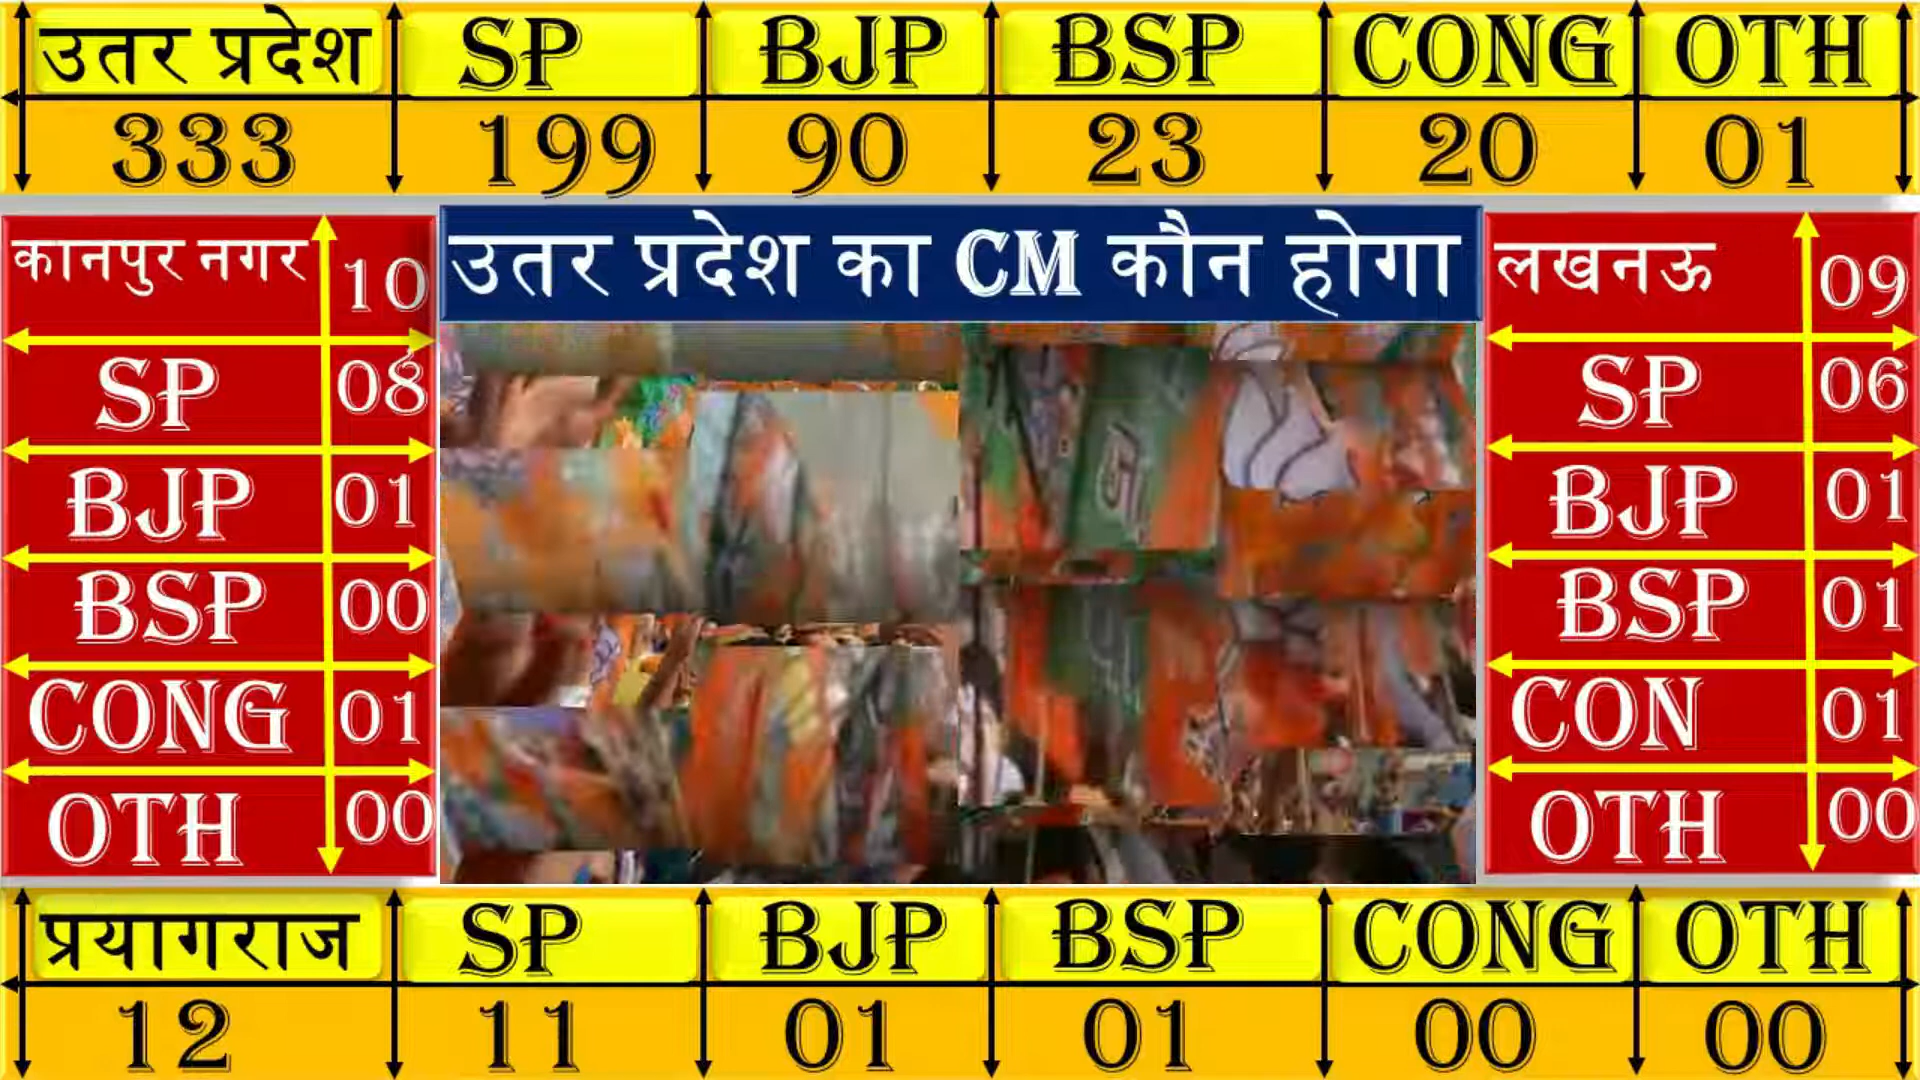 उतर प्रदेश SP BJP BSP CONG OTH
333 199 90 23 20 01
उतर प्रदेश का CM कौन होगा
कानपुर नगर 10
SP 08
BJP 01
BSP 00
CONG 01
OTH 00
लखनऊ 09
SP 06
BJP 01
BSP 01
CON 01
OTH 00
प्रयागराज SP BJP BSP CONG OTH
12 11 01 01 00 00